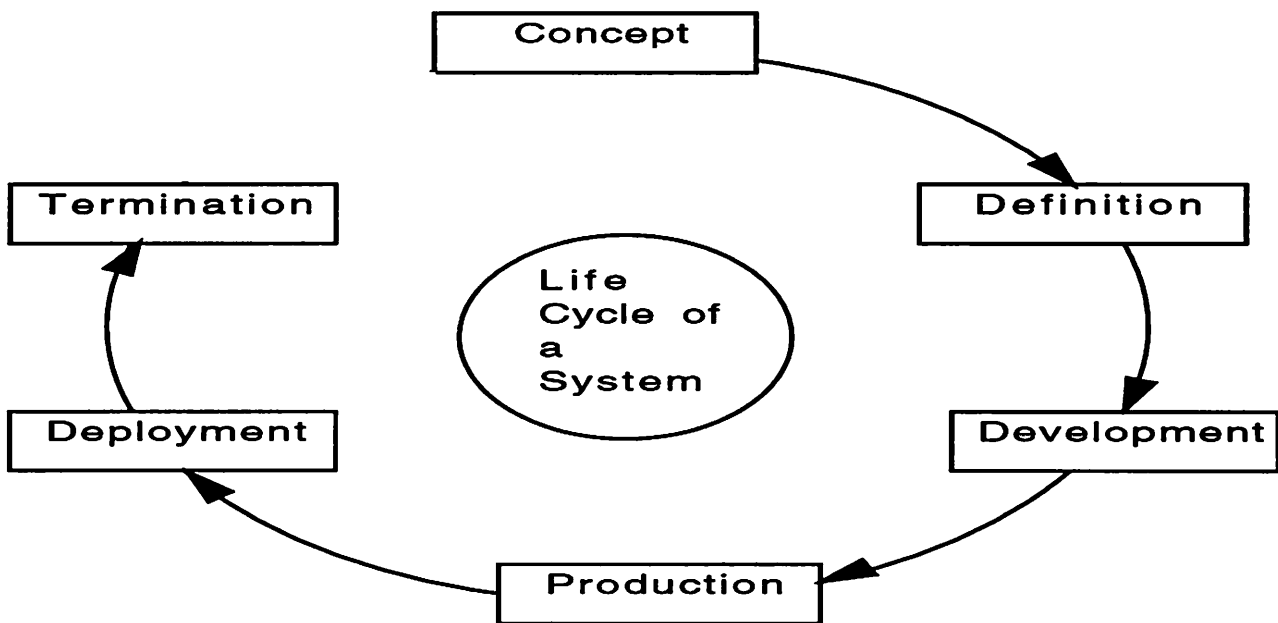 Concept
Termination
Definition
Life
Cycle of
a
System
Deployment
Development
Production